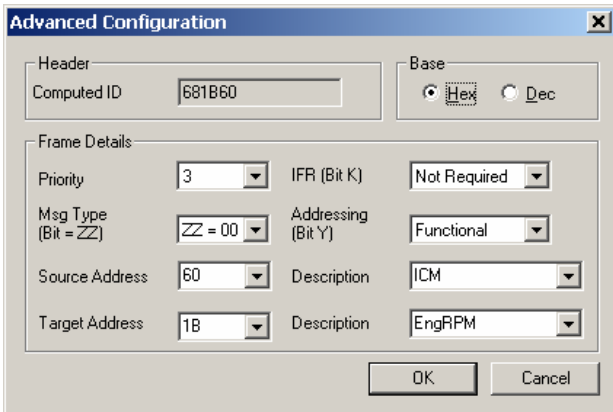 Advanced Configuration
Header
Computed ID 681B60
Base
Hex Dec
Frame Details
Priority 3 IFR (Bit K) Not Required
Msg Type
(Bit = ZZ) ZZ = 00 Addressing
(Bit Y) Functional
Source Address 60 Description ICM
Target Address 1B Description EngRPM
OK Cancel